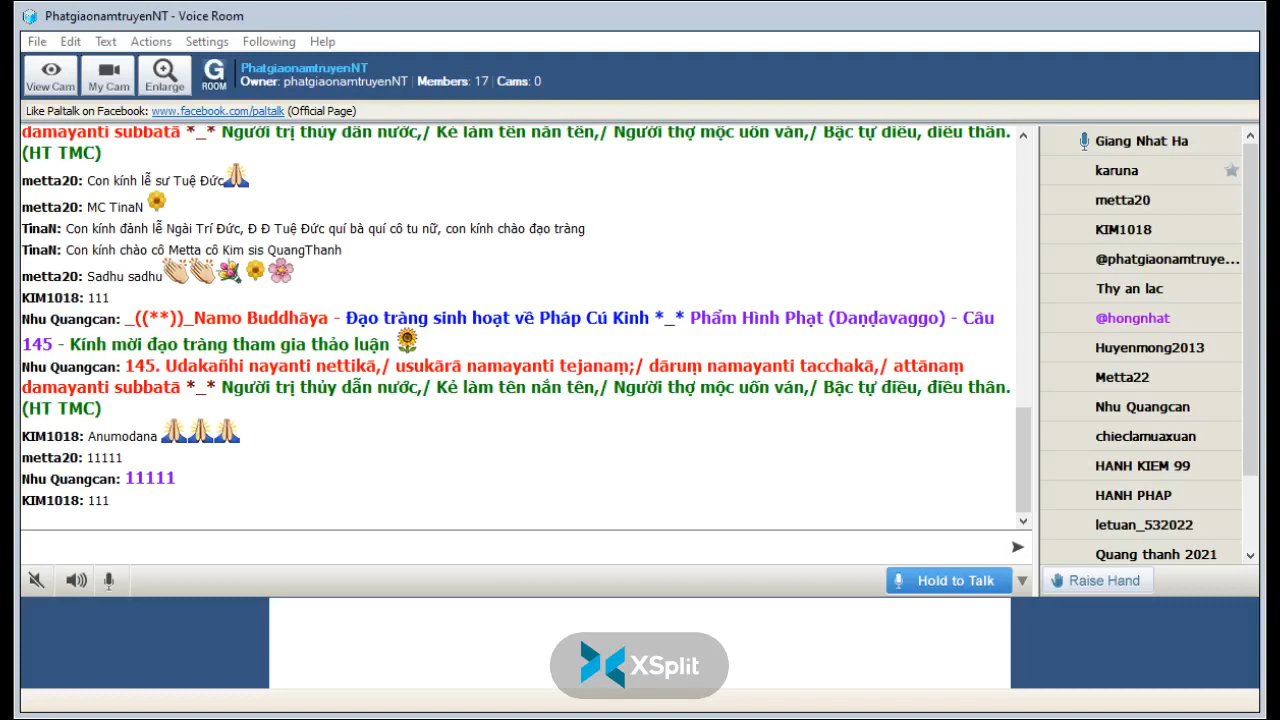 PhatgiaonamtruyenNT - Voice Room
File Edit Text Actions Settings Following Help
View Cam My Cam Enlarge G ROOM
PhatgiaonamtruyenNT
Owner: phatgiaonamtruyenNT | Members: 17 | Cams: 0
Like Paltalk on Facebook: www.facebook.com/paltalk (Official Page)
damayanti subbatā *_* Người trị thủy dẫn nước,/ Kẻ làm tên nắn tên,/ Người thợ mộc uốn ván,/ Bậc tự điều, điều thân.
(HT TMC)
metta20: Con kính lễ sư Tuệ Đức
metta20: MC TinaN
TinaN: Con kính đảnh lễ Ngài Trí Đức, Đ Đ Tuệ Đức quí bà quí cô tu nữ, con kính chào đạo tràng
TinaN: Con kính chào cô Metta cô Kim sis QuangThanh
metta20: Sadhu sadhu
KIM1018: 111
Nhu Quangcan: _((**))_Namo Buddhāya - Đạo tràng sinh hoạt về Pháp Cú Kinh *_* Phẩm Hình Phạt (Daṇḍavaggo) - Câu
145 - Kính mời đạo tràng tham gia thảo luận
Nhu Quangcan: 145. Udakañhi nayanti nettikā,/ usukārā namayanti tejanaṃ;/ dāruṃ namayanti tacchakā,/ attānaṃ
damayanti subbatā *_* Người trị thủy dẫn nước,/ Kẻ làm tên nắn tên,/ Người thợ mộc uốn ván,/ Bậc tự điều, điều thân.
(HT TMC)
KIM1018: Anumodana
metta20: 11111
Nhu Quangcan: 11111
KIM1018: 111
Hold to Talk
Giang Nhat Ha
karuna
metta20
KIM1018
@phatgiaonamtruye...
Thy an lac
@hongnhat
Huyenmong2013
Metta22
Nhu Quangcan
chieclamuaxuan
HANH KIEM 99
HANH PHAP
letuan_532022
Quang thanh 2021
Raise Hand
XSplit